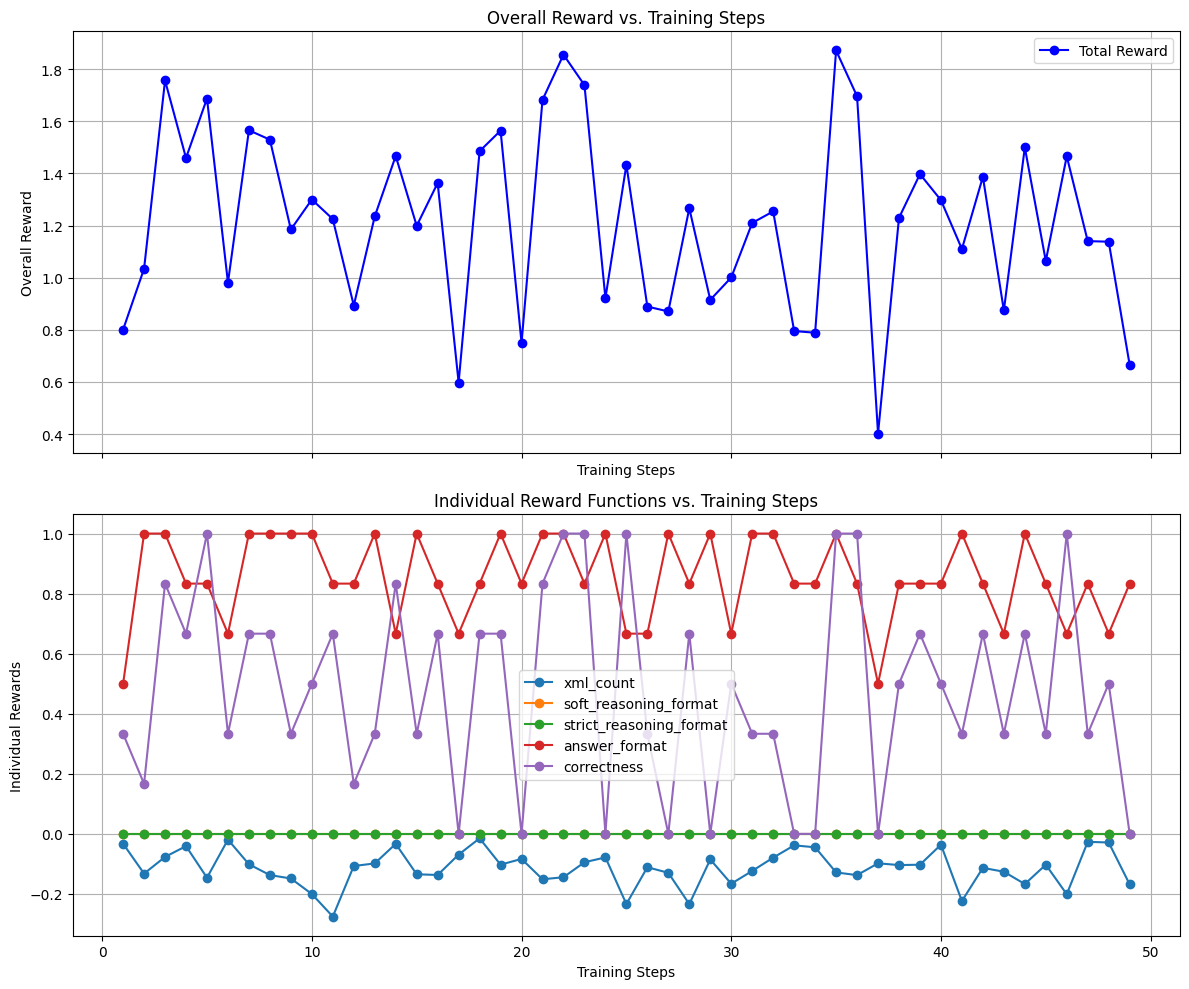 Overall Reward vs. Training Steps
Total Reward
Overall Reward
1.8
1.6
1.4
1.2
1.0
0.8
0.6
0.4
Training Steps
Individual Reward Functions vs. Training Steps
Individual Rewards
1.0
0.8
0.6
0.4
0.2
0.0
−0.2
xml_count
soft_reasoning_format
strict_reasoning_format
answer_format
correctness
0 10 20 30 40 50
Training Steps